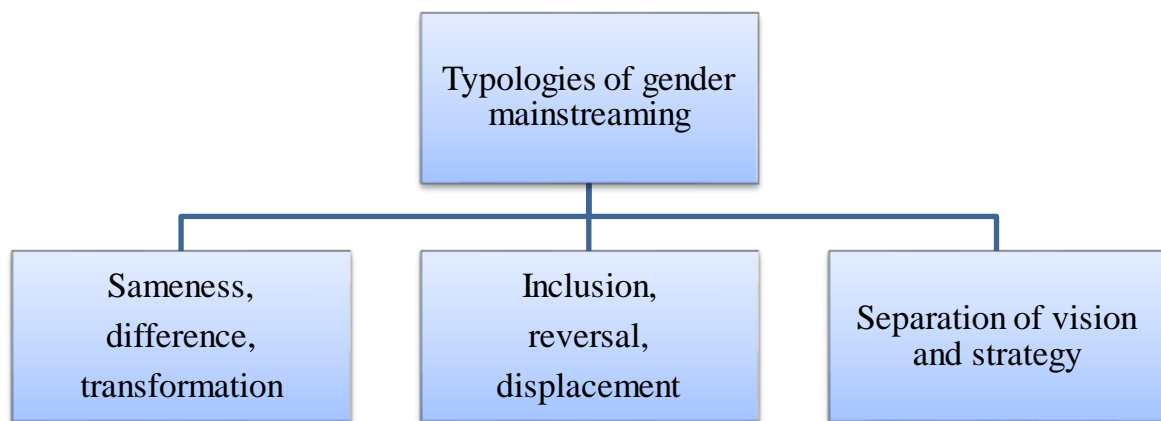 Typologies of gender
mainstreaming
Sameness,
difference,
transformation
Inclusion,
reversal,
displacement
Separation of vision
and strategy